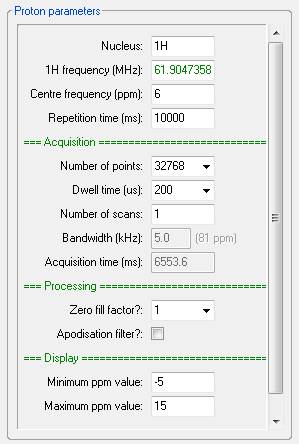 Proton parameters
Nucleus: 1H
1H frequency (MHz): 61.9047358
Centre frequency (ppm): 6
Repetition time (ms): 10000
=== Acquisition ===========================
Number of points: 32768
Dwell time (us): 200
Number of scans: 1
Bandwidth (kHz): 5.0 (81 ppm)
Acquisition time (ms): 6553.6
=== Processing ===========================
Zero fill factor?: 1
Apodisation filter?:
=== Display ==============================
Minimum ppm value: -5
Maximum ppm value: 15